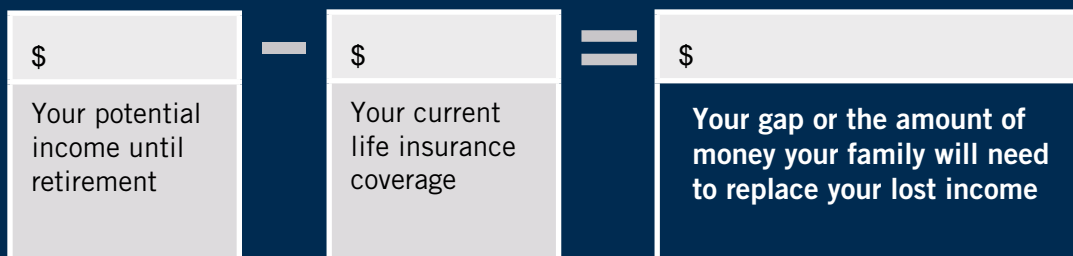 $
Your potential
income until
retirement
−
$
Your current
life insurance
coverage
=
$
Your gap or the amount of
money your family will need
to replace your lost income